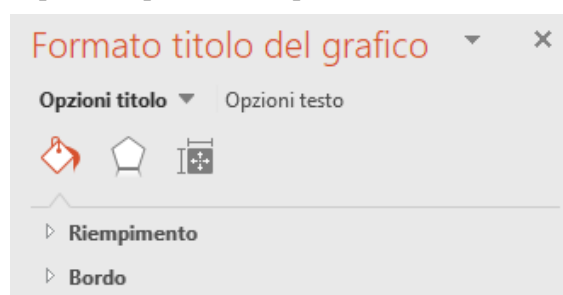 Formato titolo del grafico
Opzioni titolo Opzioni testo
Riempimento
Bordo